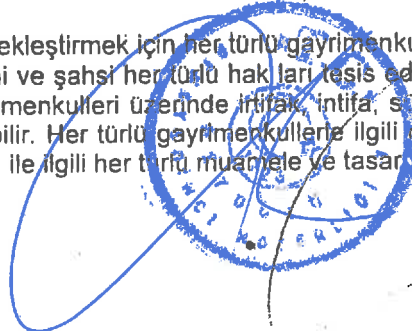 ekleştirmek için her türlü gayrimenku
i ve şahsi her türlü hak ları tesis ed
menkulleri üzerinde irtifak, intifa, s
bilir. Her türlü gayrimenkullerle ilgili
ile ilgili her türlü muamele ve tasar